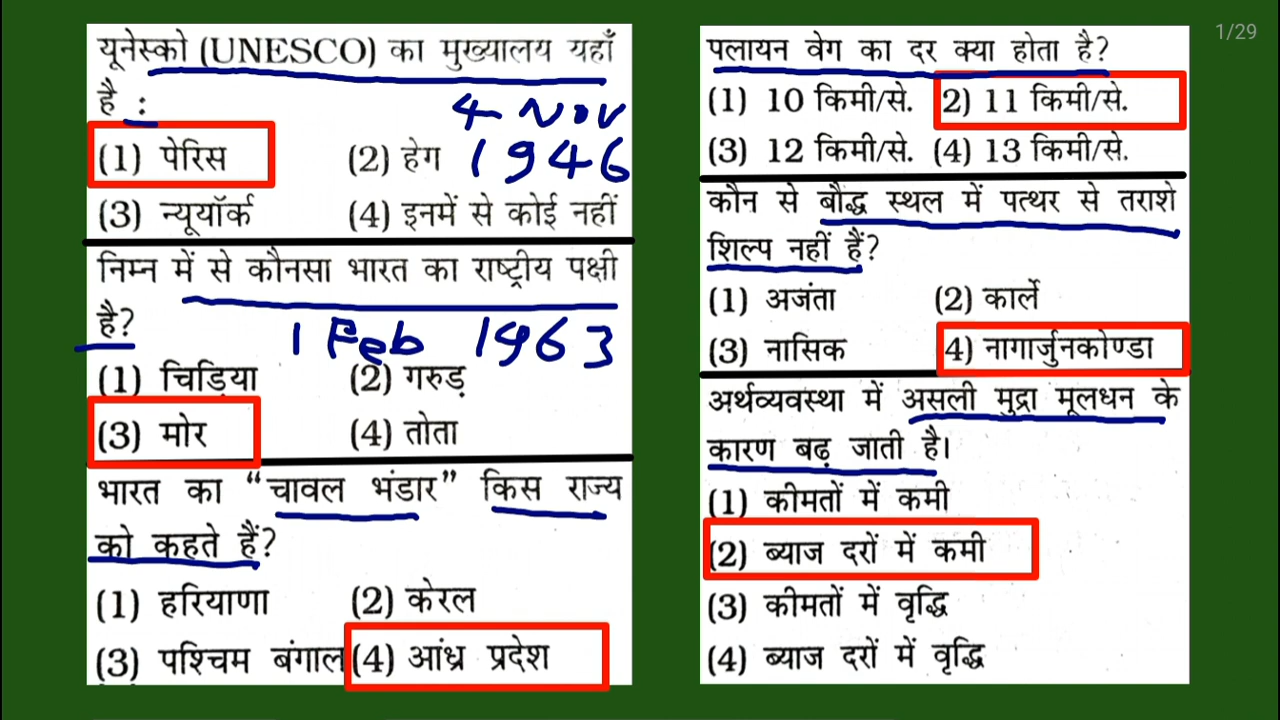 यूनेस्को (UNESCO) का मुख्यालय यहाँ
है :
4 Nov
(1) पेरिस (2) हेग 1946
(3) न्यूयॉर्क (4) इनमें से कोई नहीं
निम्न में से कौनसा भारत का राष्ट्रीय पक्षी
है?
1 Feb 1963
(1) चिड़िया (2) गरुड़
(3) मोर (4) तोता
भारत का “चावल भंडार” किस राज्य
को कहते हैं?
(1) हरियाणा (2) केरल
(3) पश्चिम बंगाल (4) आंध्र प्रदेश
1/29
पलायन वेग का दर क्या होता है?
(1) 10 किमी/से. 2) 11 किमी/से.
(3) 12 किमी/से. (4) 13 किमी/से.
कौन से बौद्ध स्थल में पत्थर से तराशे
शिल्प नहीं हैं?
(1) अजंता (2) कार्ले
(3) नासिक 4) नागार्जुनकोण्डा
अर्थव्यवस्था में असली मुद्रा मूलधन के
कारण बढ़ जाती है।
(1) कीमतों में कमी
(2) ब्याज दरों में कमी
(3) कीमतों में वृद्धि
(4) ब्याज दरों में वृद्धि